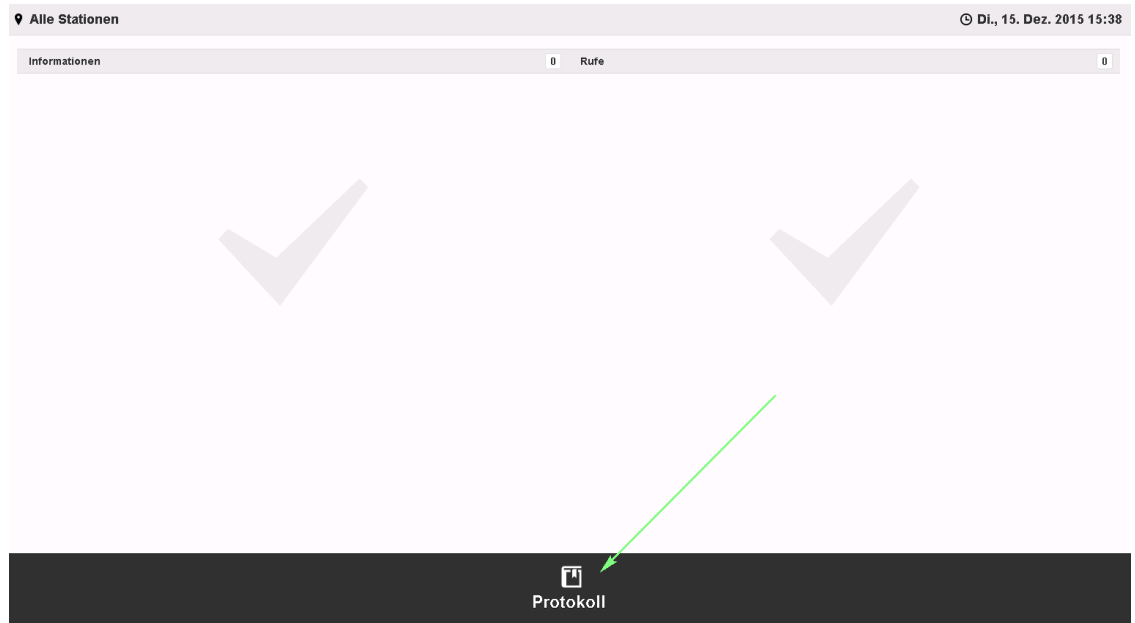 Alle Stationen Di., 15. Dez. 2015 15:38
Informationen 0 Rufe 0
Protokoll